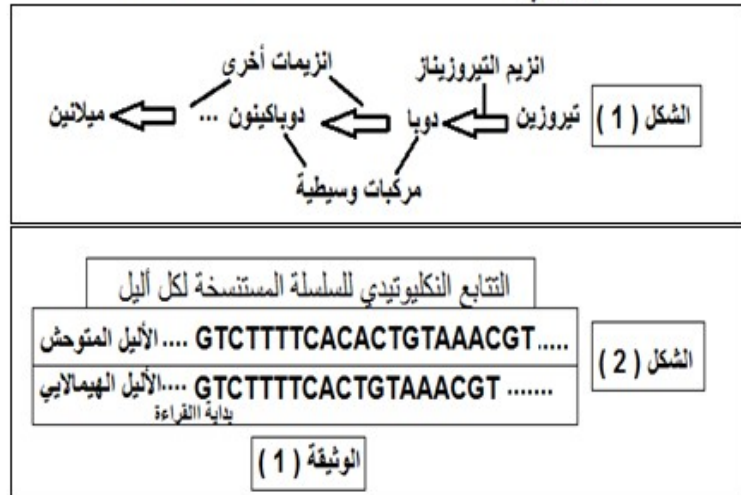 انزيمات أخرى
انزيم التيروزيناز
الشكل ( 1 )
تيروزين دوبا دوباكينون ... ميلانين
مركبات وسيطية
التتابع النكليوتيدي للسلسلة المستنسخة لكل أليل
الأليل المتوحش .... GTCTTTTCACACTGTAAACGT.....
الشكل ( 2 )
الأليل الهيمالايي.... GTCTTTTCACTGTAAACGT .......
بداية االقراءة
الوثيقة ( 1 )